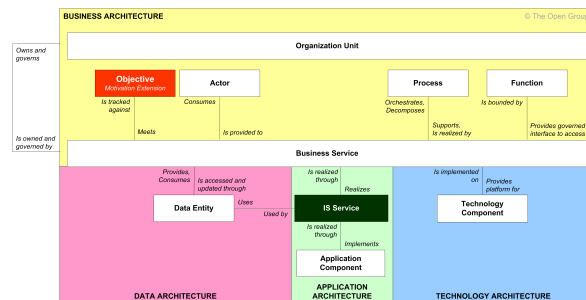 BUSINESS ARCHITECTURE
© The Open Grou
Organization Unit
Owns and
governs
Objective
Motivation Extension
Actor
Process
Function
Is tracked
against
Consumes
Orchestrates,
Decomposes
Is bounded by
Meets
Is provided to
Supports,
Is realized by
Provides governed
interface to access
Is owned and
governed by
Business Service
Provides,
Consumes
Is accessed and
updated through
Is realized
through
Realizes
Is implemented
on
Provides
platform for
Data Entity
Uses
Used by
IS Service
Technology
Component
Is realized
through
Implements
Application
Component
DATA ARCHITECTURE
APPLICATION
ARCHITECTURE
TECHNOLOGY ARCHITECTURE